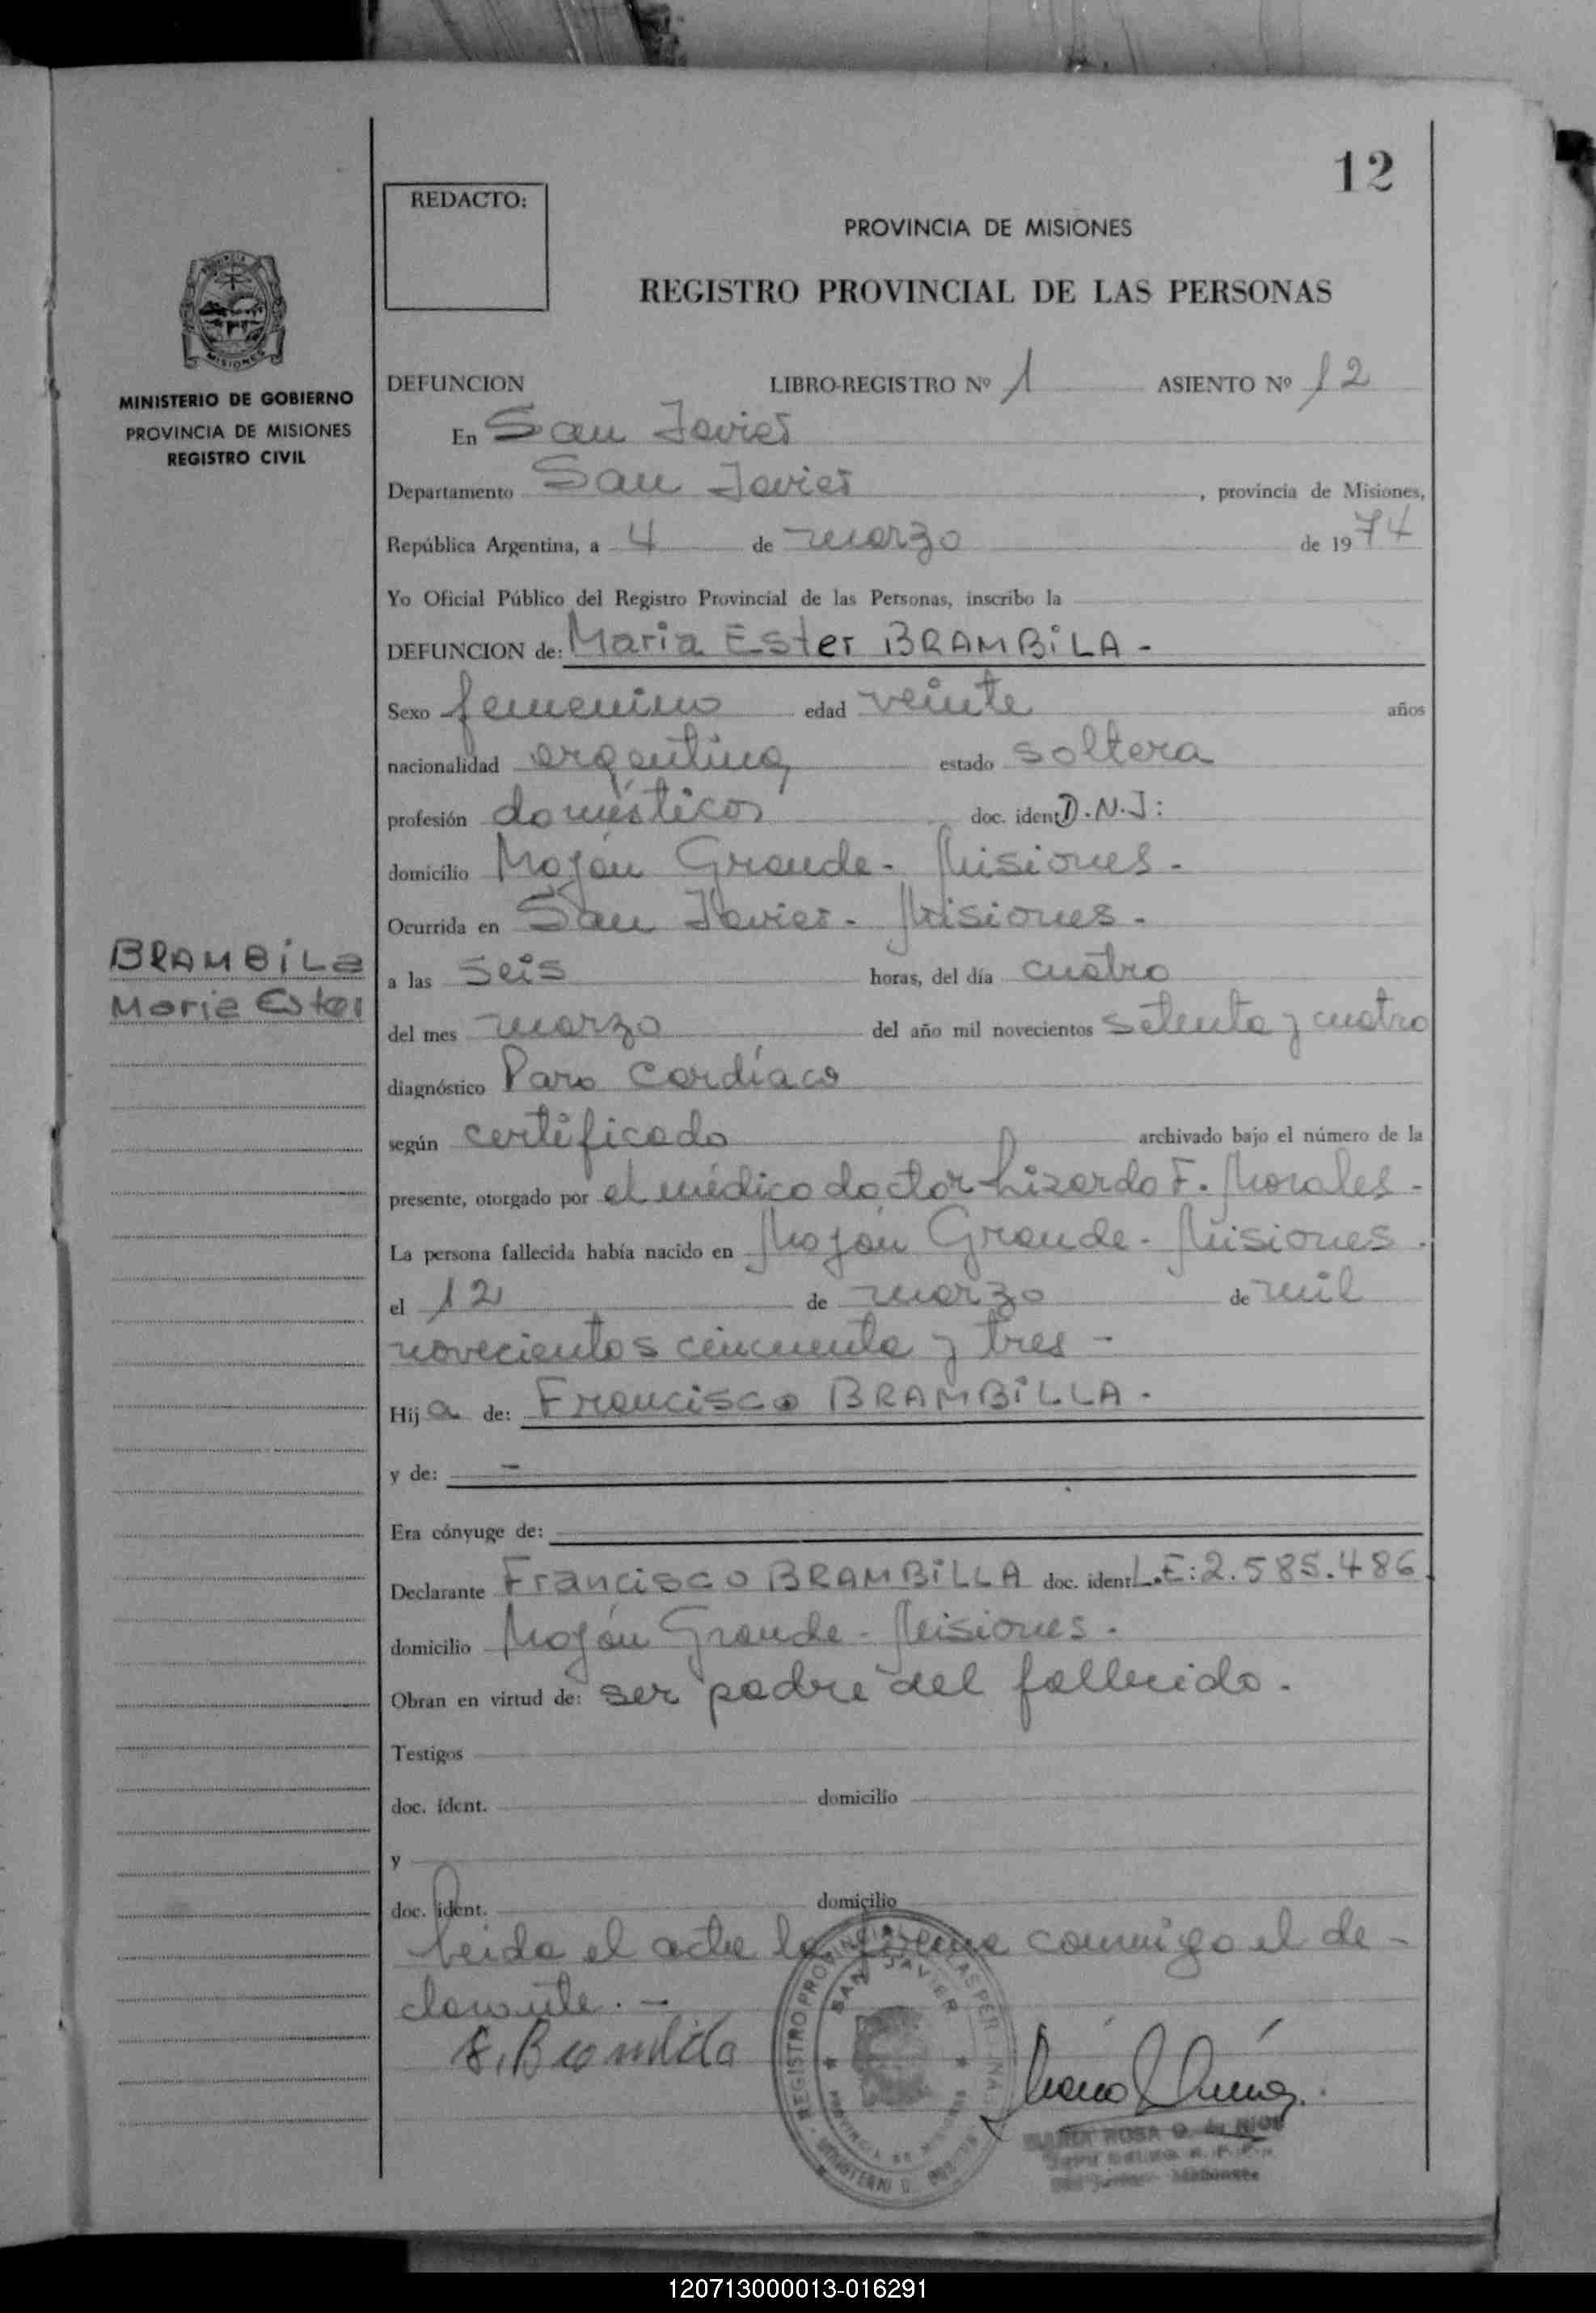 12
REDACTO:
PROVINCIA DE MISIONES
REGISTRO PROVINCIAL DE LAS PERSONAS
MISIONES
MINISTERIO DE GOBIERNO
PROVINCIA DE MISIONES
REGISTRO CIVIL
DEFUNCION LIBRO-REGISTRO Nº 1 ASIENTO Nº 12
En San Javier
Departamento San Javier, provincia de Misiones,
República Argentina, a 4 de marzo de 1974
Yo Oficial Público del Registro Provincial de las Personas, inscribo la
DEFUNCION de: Maria Ester BRAMBILA -
Sexo femenino edad veinte años
nacionalidad argentina, estado soltera
profesión domésticos doc. ident D.N.I:
domicilio Mojón Grande - Misiones -
Ocurrida en San Javier - Misiones -
BRAMBILA
Maria Ester
a las Seis horas, del día cuatro
del mes marzo del año mil novecientos setenta y cuatro
diagnóstico Paro Cardíaco
según certificado archivado bajo el número de la
presente, otorgado por el médico doctor Lizardo F. Morales -
La persona fallecida había nacido en Mojón Grande - Misiones.
el 12 de marzo de mil
novecientos cincuenta y tres -
Hija de: Francisco BRAMBILLA -
y de: -
Era cónyuge de:
Declarante Francisco BRAMBILLA doc. ident L.E: 2.585.486.
domicilio Mojón Grande - Misiones.
Obran en virtud de: ser padre del fallecido.
Testigos
doc. ident. domicilio
y
doc. ident. domicilio
Leida el acta la firma conmigo el de-
clarante. -
REGISTRO PROVINCIAL DE LAS PERSONAS
SAN JAVIER
PROVINCIA DE MISIONES
MARIA ROSA
Misiones
120713000013-016291